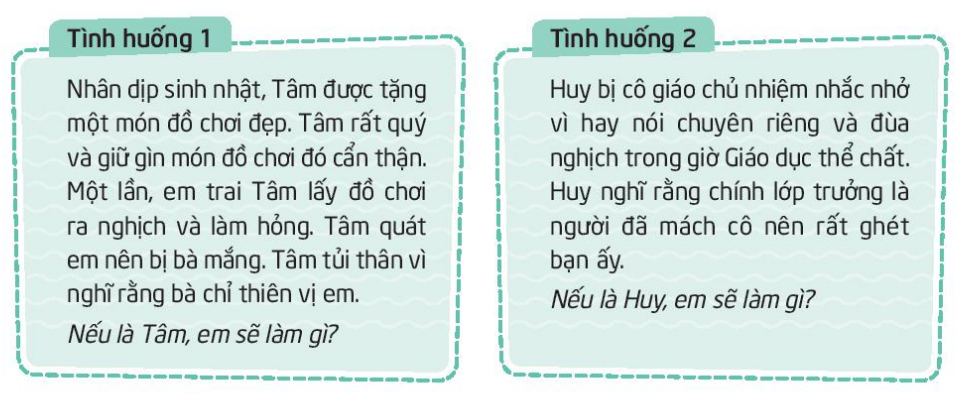 Tình huống 1
Nhân dịp sinh nhật, Tâm được tặng
một món đồ chơi đẹp. Tâm rất quý
và giữ gìn món đồ chơi đó cẩn thận.
Một lần, em trai Tâm lấy đồ chơi
ra nghịch và làm hỏng. Tâm quát
em nên bị bà mắng. Tâm tủi thân vì
nghĩ rằng bà chỉ thiên vị em.
Nếu là Tâm, em sẽ làm gì?
Tình huống 2
Huy bị cô giáo chủ nhiệm nhắc nhở
vì hay nói chuyên riêng và đùa
nghịch trong giờ Giáo dục thể chất.
Huy nghĩ rằng chính lớp trưởng là
người đã mách cô nên rất ghét
bạn ấy.
Nếu là Huy, em sẽ làm gì?